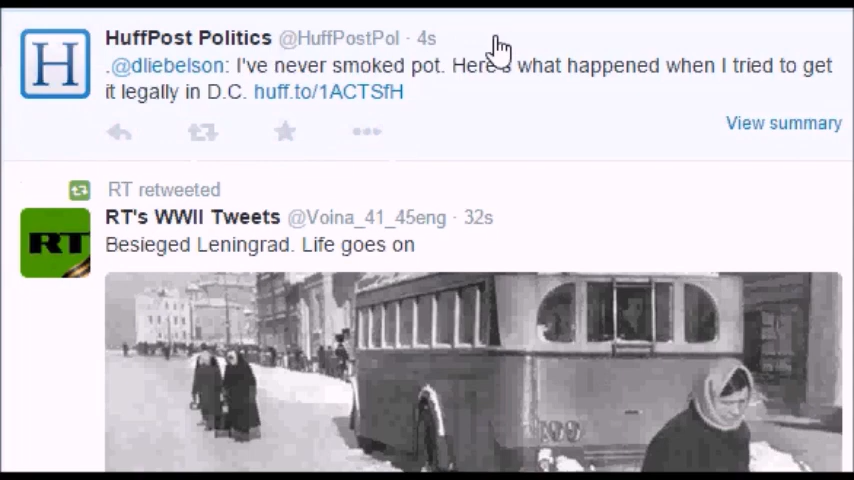 HuffPost Politics @HuffPostPol · 4s
.@dliebelson: I've never smoked pot. Here's what happened when I tried to get
it legally in D.C. huff.to/1ACTSfH
View summary
RT retweeted
RT's WWII Tweets @Voina_41_45eng · 32s
Besieged Leningrad. Life goes on
H
RT